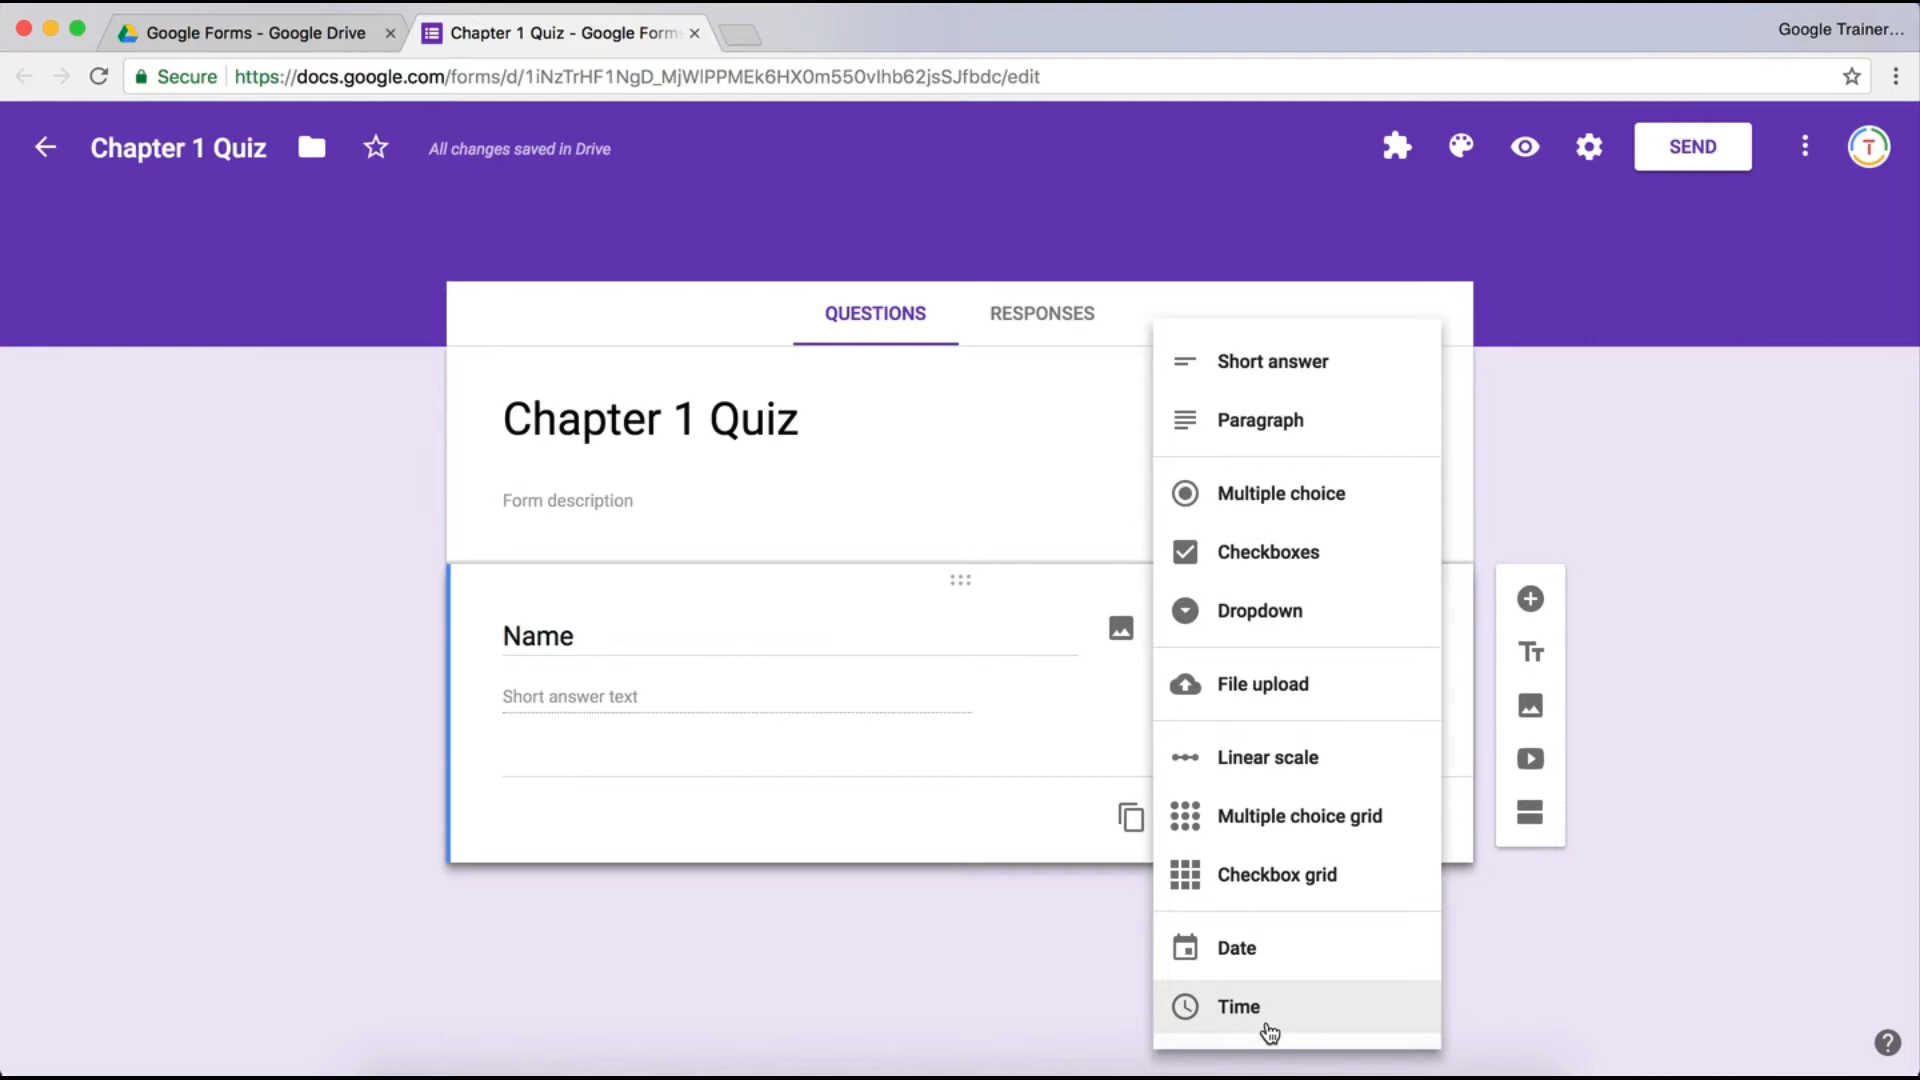 Google Forms - Google Drive
Chapter 1 Quiz - Google Form
Google Trainer...
Secure
https://docs.google.com/forms/d/1iNzTrHF1NgD_MjWlPPMEk6HX0m550vIhb62jsSJfbdc/edit
Chapter 1 Quiz
All changes saved in Drive
SEND
T
QUESTIONS
RESPONSES
Chapter 1 Quiz
Form description
Name
Short answer text
Short answer
Paragraph
Multiple choice
Checkboxes
Dropdown
File upload
Linear scale
Multiple choice grid
Checkbox grid
Date
Time
Tт
?